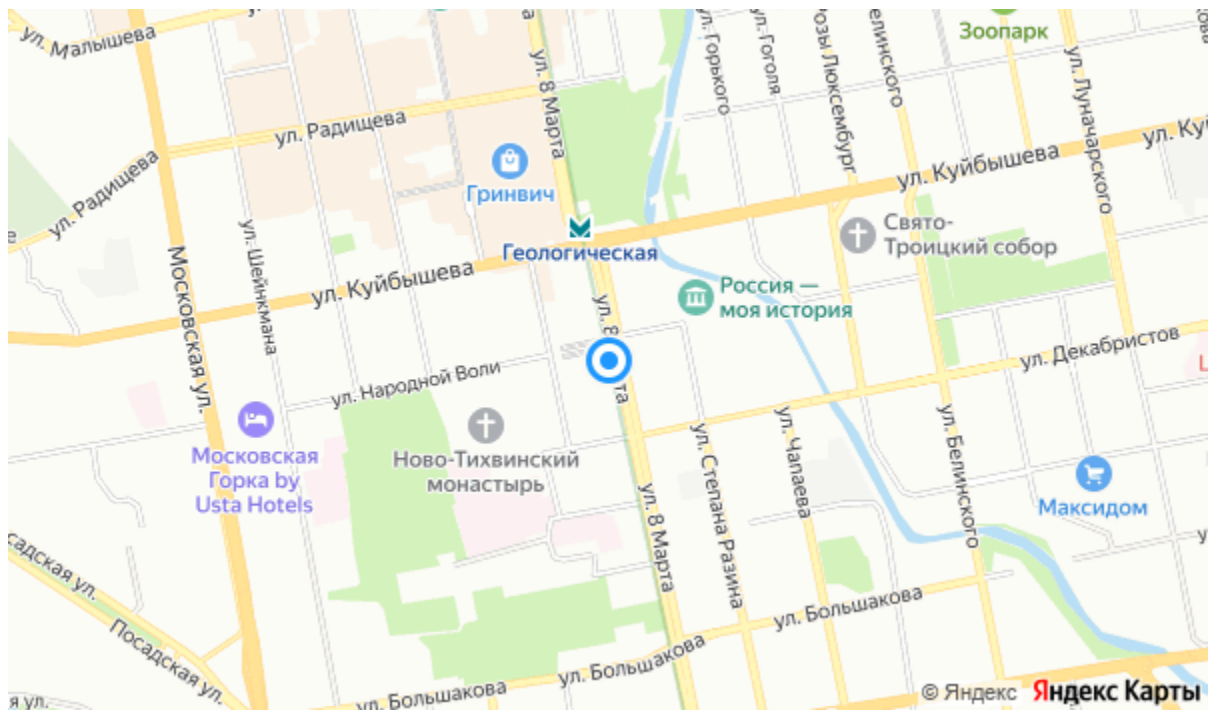 ул. Малышева
ул. 8 Марта
ул. Горького
ул. Гоголя
Розы Люксембург
Белинского
Зоопарк
ул. Луначарского
ул. Радищева
ул. Радищева
Гринвич
ул. Куйбышева
ул. Ку
Геологическая
Свято-
Троицкий собор
ул. Шейнкмана
Московская ул.
ул. Куйбышева
Россия —
моя история
ул. Декабристов
ул. Народной Воли
Московская
Горка by
Usta Hotels
Ново-Тихвинский
монастырь
ул. Степана Разина
ул. Чапаева
ул. Белинского
Максидом
ул. 8 Марта
садская ул.
Посадская ул.
ул. Большакова
ул. Большакова
ул. Большакова
я ул.
© Яндекс Яндекс Карты